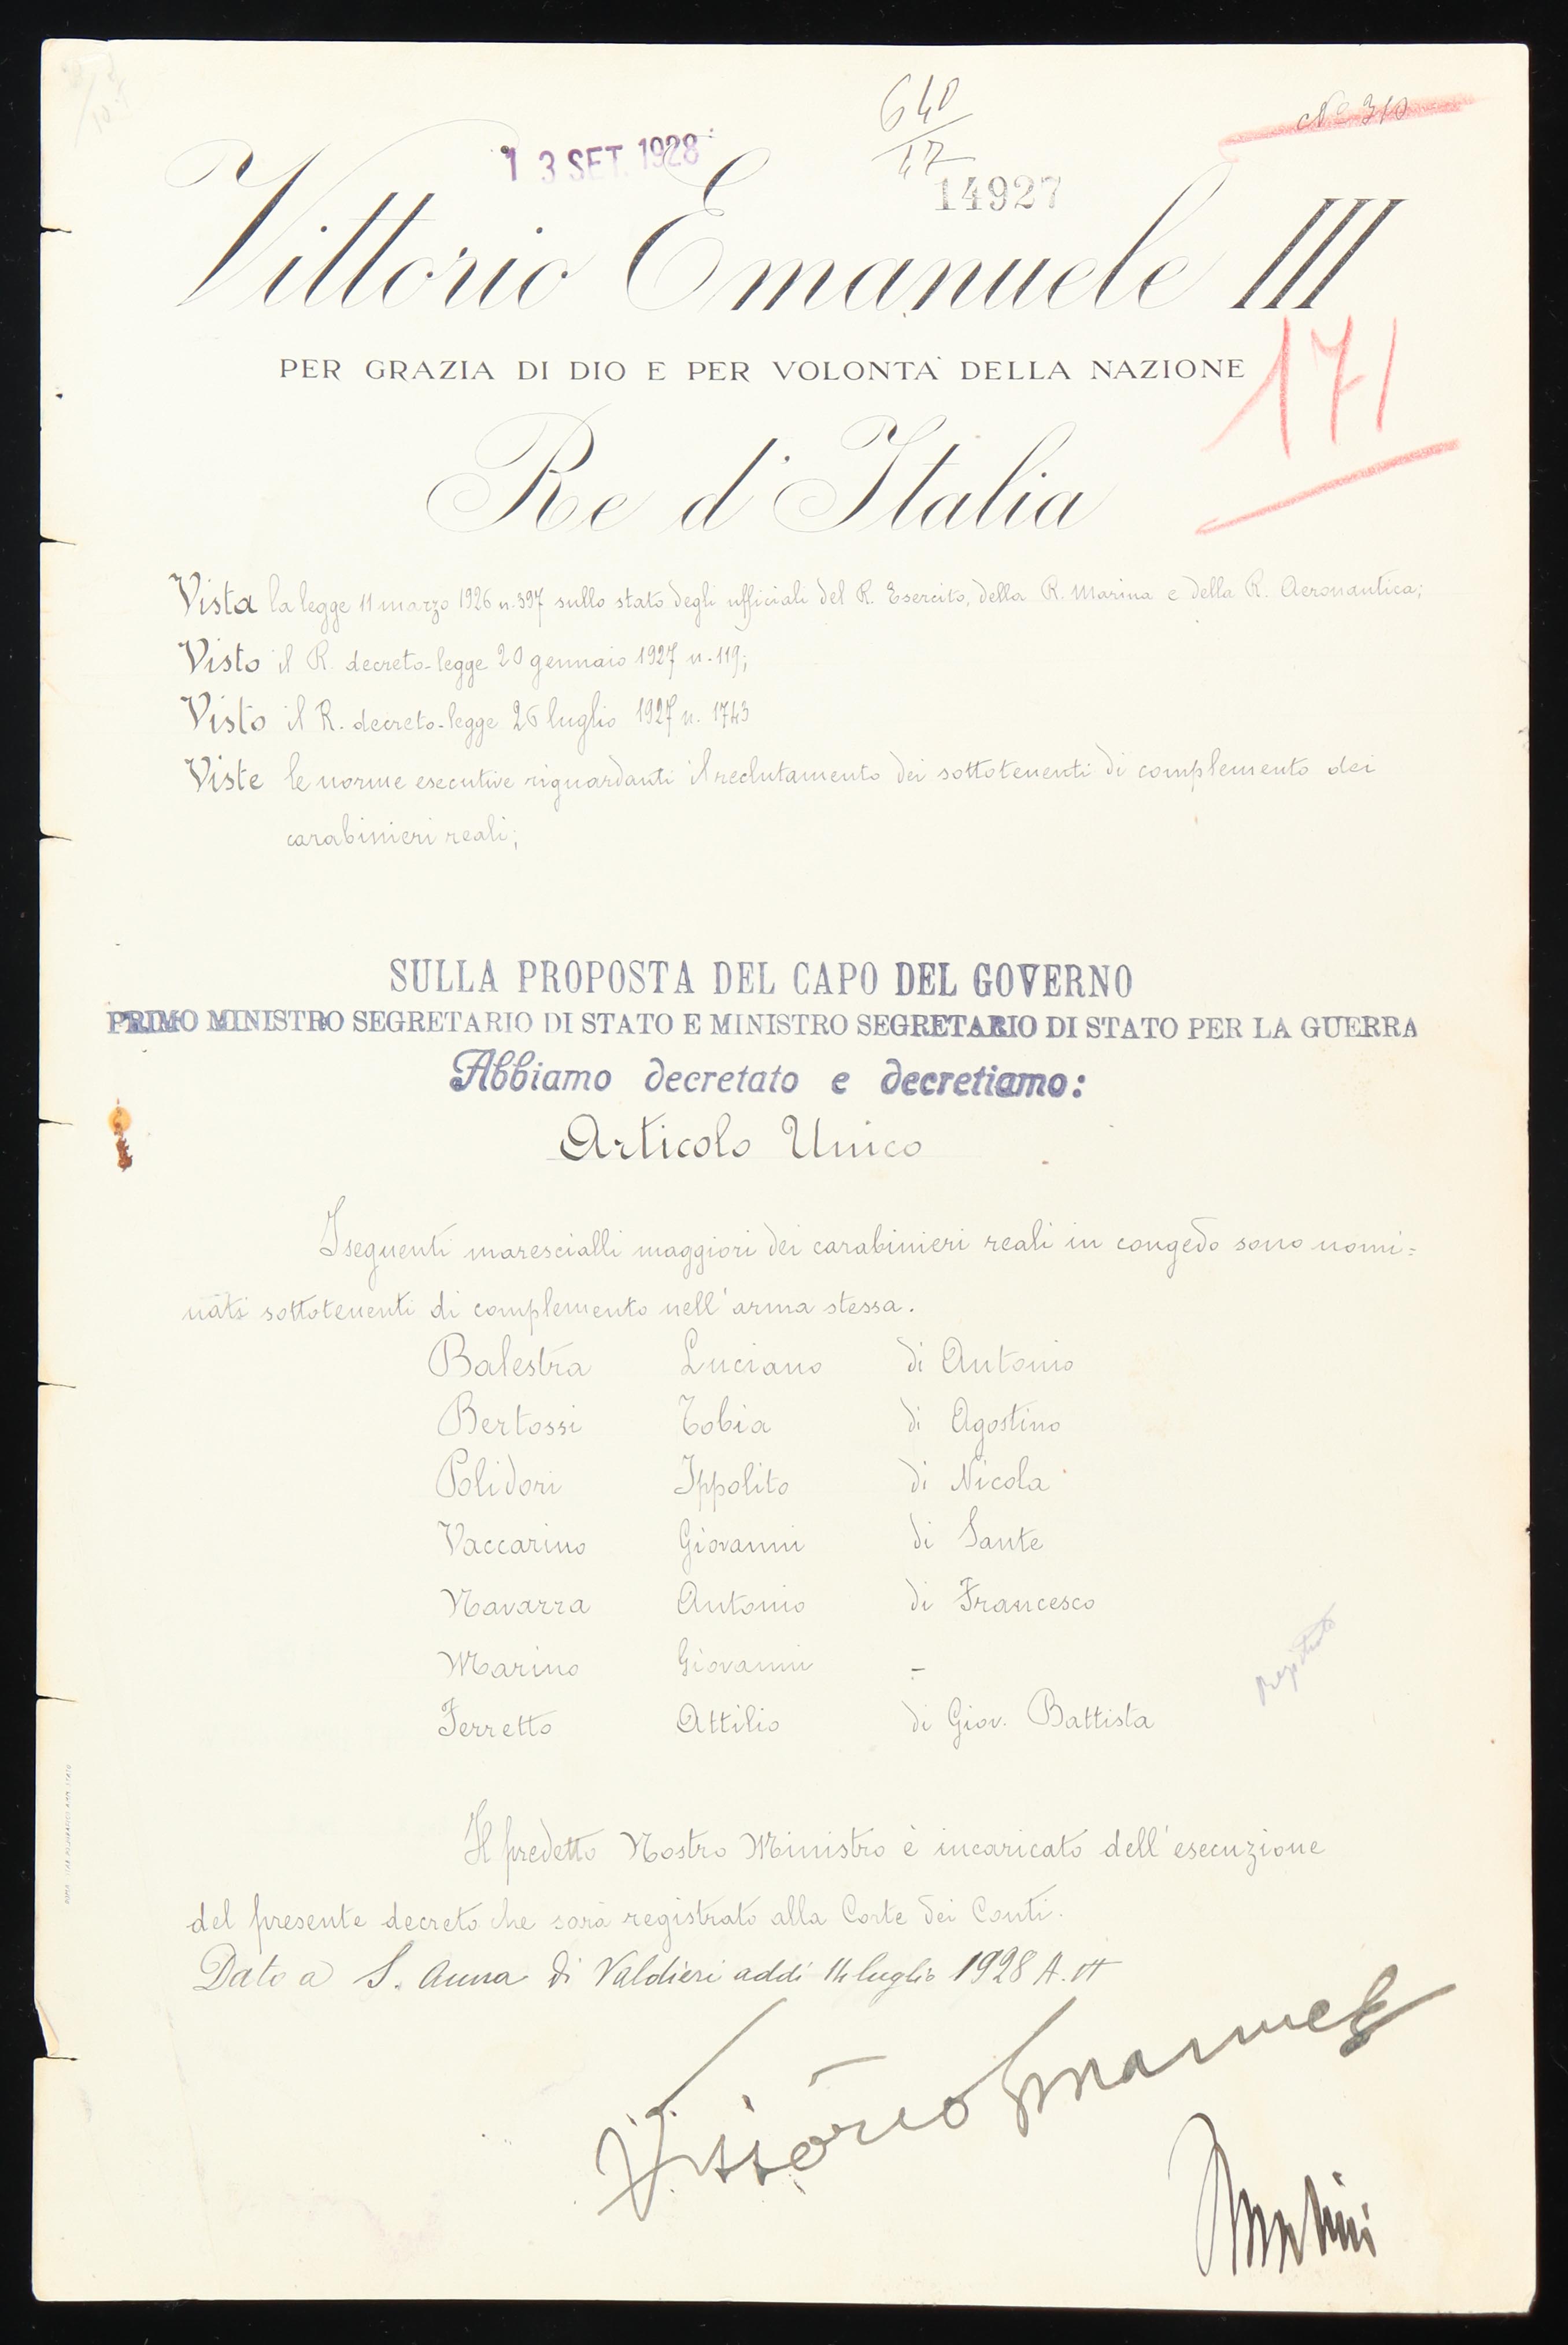 13 SET. 1928
640
17
14927
No 310
Vittorio Emanuele III
PER GRAZIA DI DIO E PER VOLONTA' DELLA NAZIONE
171
Re d'Italia
Vista la legge 11 marzo 1926 n. 397 sullo stato degli ufficiali del R. Esercito, della R. Marina e della R. Aeronautica;
Visto il R. decreto-legge 20 gennaio 1927 n. 119;
Visto il R. decreto-legge 26 luglio 1927 n. 1743
Viste le norme esecutive riguardanti il reclutamento dei sottotenenti di complemento dei
carabinieri reali;
SULLA PROPOSTA DEL CAPO DEL GOVERNO
PRIMO MINISTRO SEGRETARIO DI STATO E MINISTRO SEGRETARIO DI STATO PER LA GUERRA
Abbiamo decretato e decretiamo:
Articolo Unico
I seguenti marescialli maggiori dei carabinieri reali in congedo sono nomi=
nati sottotenenti di complemento nell'arma stessa.
Balestra Luciano di Antonio
Bertossi Tobia di Agostino
Polidori Ippolito di Nicola
Vaccarino Giovanni di Sante
Navarra Antonio di Francesco
Marino Giovanni -
Ferretto Attilio di Giov. Battista
registrato
Il predetto Nostro Ministro è incaricato dell'esecuzione
del presente decreto che sarà registrato alla Corte dei Conti.
Dato a S. Anna di Valdieri addì 14 luglio 1928 A. VI
Vittorio Emanuele
Mussolini